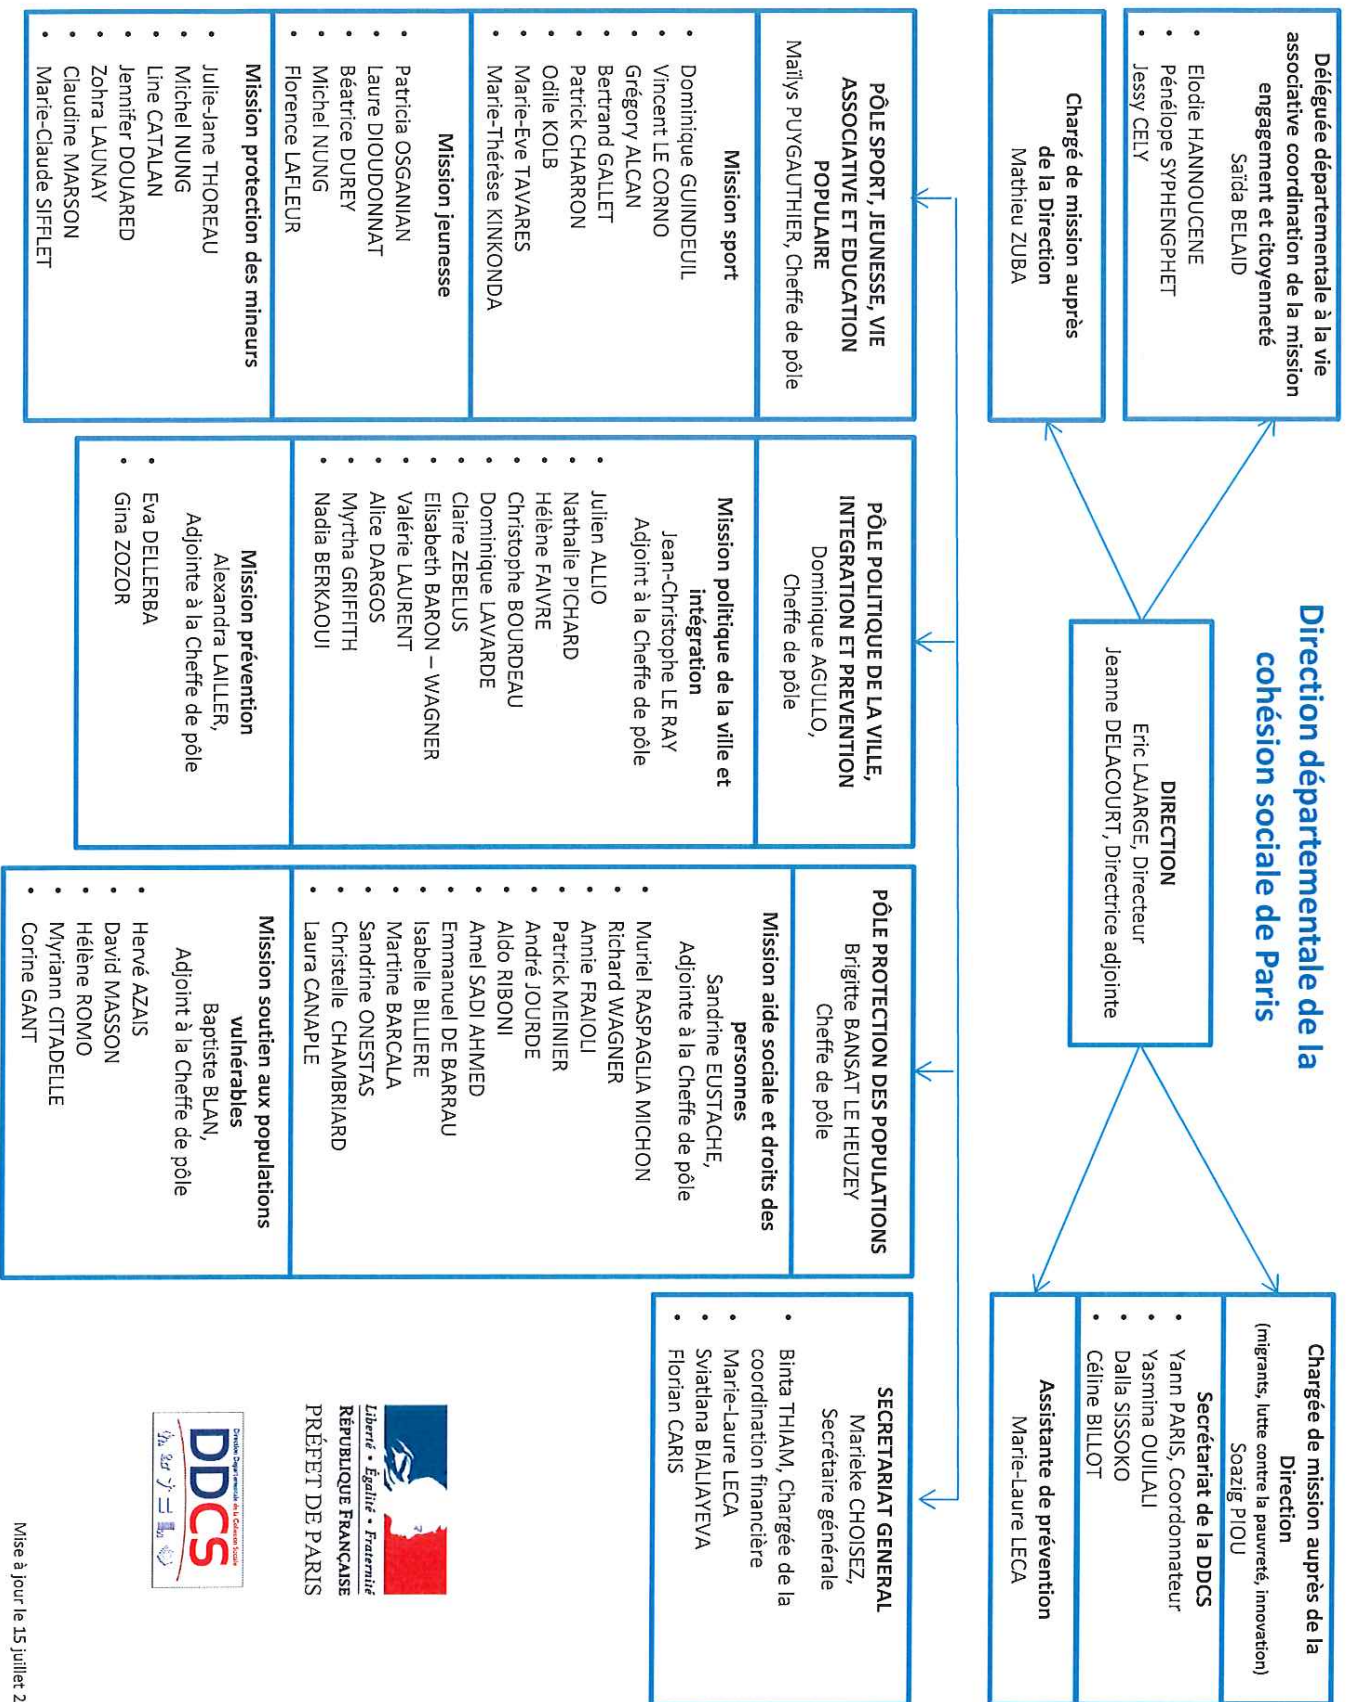 Direction départementale de la
cohésion sociale de Paris
DIRECTION
Eric LAJARGE, Directeur
Jeanne DELACOURT, Directrice adjointe
Déléguée départementale à la vie
associative coordination de la mission
engagement et citoyenneté
Saïda BELAID
• Elodie HANNOUCENE
• Pénélope SYPHENGPHET
• Jessy CELY
Chargé de mission auprès
de la Direction
Mathieu ZUBA
Chargée de mission auprès de la
Direction
(migrants, lutte contre la pauvreté, innovation)
Soazig PIOU
Secrétariat de la DDCS
• Yann PARIS, Coordonnateur
• Yasmina OUILALI
• Dalla SISSOKO
• Céline BILLOT
Assistante de prévention
Marie-Laure LECA
PÔLE SPORT, JEUNESSE, VIE
ASSOCIATIVE ET EDUCATION
POPULAIRE
Maïlys PUYGAUTHIER, Cheffe de pôle
Mission sport
• Dominique GUINDEUIL
• Vincent LE CORNO
• Grégory ALCAN
• Bertrand GALLET
• Patrick CHARRON
• Odile KOLB
• Marie-Eve TAVARES
• Marie-Thérèse KINKONDA
Mission jeunesse
• Patricia OSGANIAN
• Laure DIOUDONNAT
• Béatrice DUREY
• Michel NUNG
• Florence LAFLEUR
Mission protection des mineurs
• Julie-Jane THOREAU
• Michel NUNG
• Line CATALAN
• Jennifer DOUARED
• Zohra LAUNAY
• Claudine MARSON
• Marie-Claude SIFFLET
PÔLE POLITIQUE DE LA VILLE,
INTEGRATION ET PREVENTION
Dominique AGULLO,
Cheffe de pôle
Mission politique de la ville et
intégration
Jean-Christophe LE RAY
Adjoint à la Cheffe de pôle
• Julien ALLIO
• Nathalie PICHARD
• Hélène FAIVRE
• Christophe BOURDEAU
• Dominique LAVARDE
• Claire ZEBELUS
• Elisabeth BARON – WAGNER
• Valérie LAURENT
• Alice DARGOS
• Myrtha GRIFFITH
• Nadia BERKAOUI
Mission prévention
Alexandra LAILLER,
Adjointe à la Cheffe de pôle
• Eva DELLERBA
• Gina ZOZOR
PÔLE PROTECTION DES POPULATIONS
Brigitte BANSAT LE HEUZEY
Cheffe de pôle
Mission aide sociale et droits des
personnes
Sandrine EUSTACHE,
Adjointe à la Cheffe de pôle
• Muriel RASPAGLIA MICHON
• Richard WAGNER
• Annie FRAIOLI
• Patrick MEINIER
• André JOURDE
• Aldo RIBONI
• Amel SADI AHMED
• Emmanuel DE BARRAU
• Isabelle BILLIERE
• Martine BARCALA
• Sandrine ONESTAS
• Christelle CHAMBRIARD
• Laura CANAPLE
Mission soutien aux populations
vulnérables
Baptiste BLAN,
Adjoint à la Cheffe de pôle
• Hervé AZAIS
• David MASSON
• Hélène ROMO
• Myriann CITADELLE
• Corine GANT
SECRETARIAT GENERAL
Marieke CHOISEZ,
Secrétaire générale
• Binta THIAM, Chargée de la
coordination financière
• Marie-Laure LECA
• Sviatlana BIALIAYEVA
• Florian CARIS
Liberté • Égalité • Fraternité
RÉPUBLIQUE FRANÇAISE
PRÉFET DE PARIS
Direction Départementale de la Cohésion Sociale
DDCS
Mise à jour le 15 juillet 2